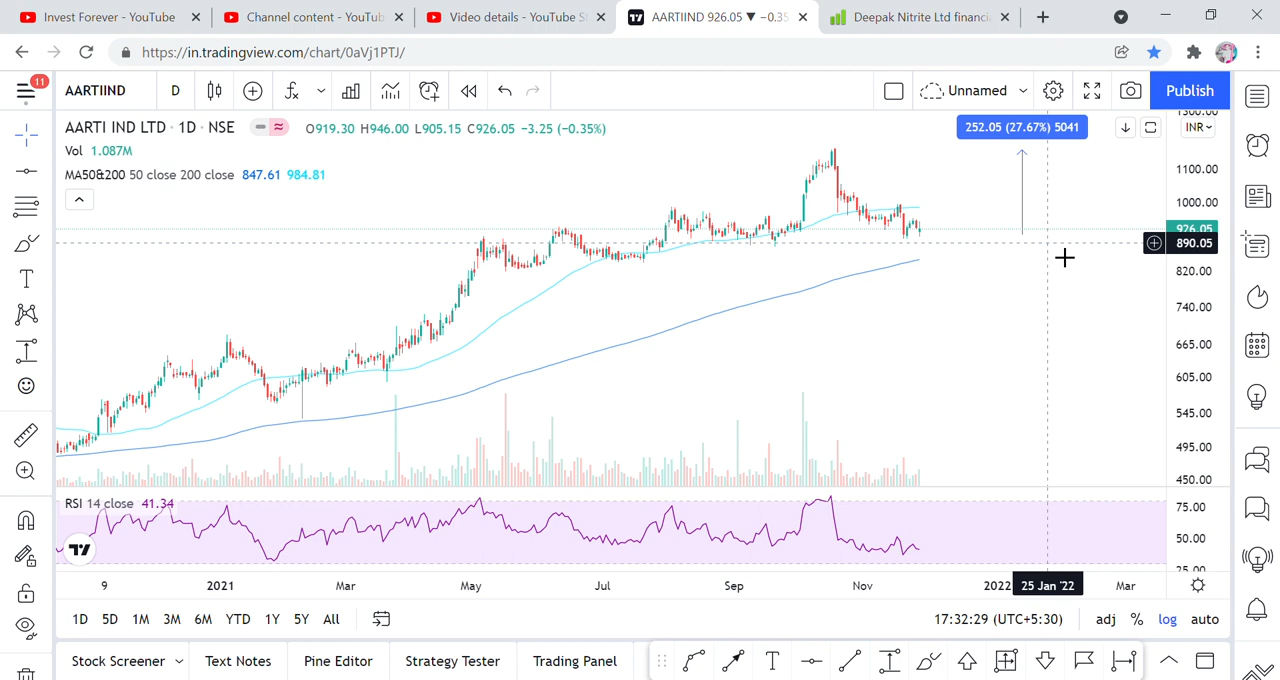 Invest Forever - YouTube
Channel content - YouTub
Video details - YouTube S
AARTIIND 926.05 ▼ −0.35
Deepak Nitrite Ltd financi
https://in.tradingview.com/chart/0aVj1PTJ/
11
AARTIIND
D
Unnamed
Publish
AARTI IND LTD · 1D · NSE
O919.30 H946.00 L905.15 C926.05 −3.25 (−0.35%)
252.05 (27.67%) 5041
INR
Vol 1.087M
MA50&200 50 close 200 close 847.61 984.81
1300.00
1100.00
1000.00
926.05
890.05
820.00
740.00
665.00
605.00
545.00
495.00
450.00
RSI 14 close 41.34
75.00
50.00
25.00
9 2021 Mar May Jul Sep Nov 2022 25 Jan '22 Mar
1D 5D 1M 3M 6M YTD 1Y 5Y All
17:32:29 (UTC+5:30) adj % log auto
Stock Screener Text Notes Pine Editor Strategy Tester Trading Panel